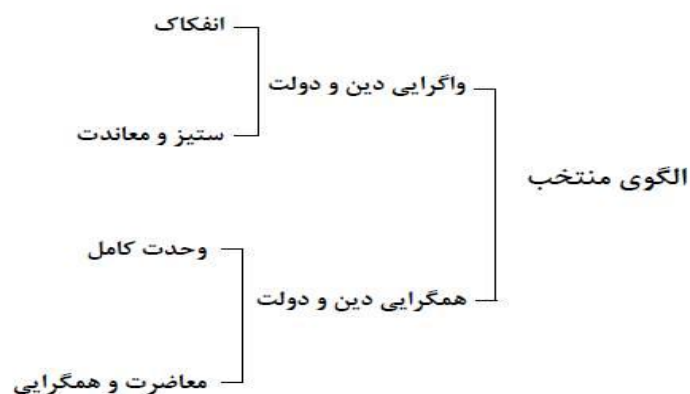 الگوی منتخب
واگرایی دین و دولت
انفکاک
ستیز و معاندت
همگرایی دین و دولت
وحدت کامل
معاضرت و همگرایی